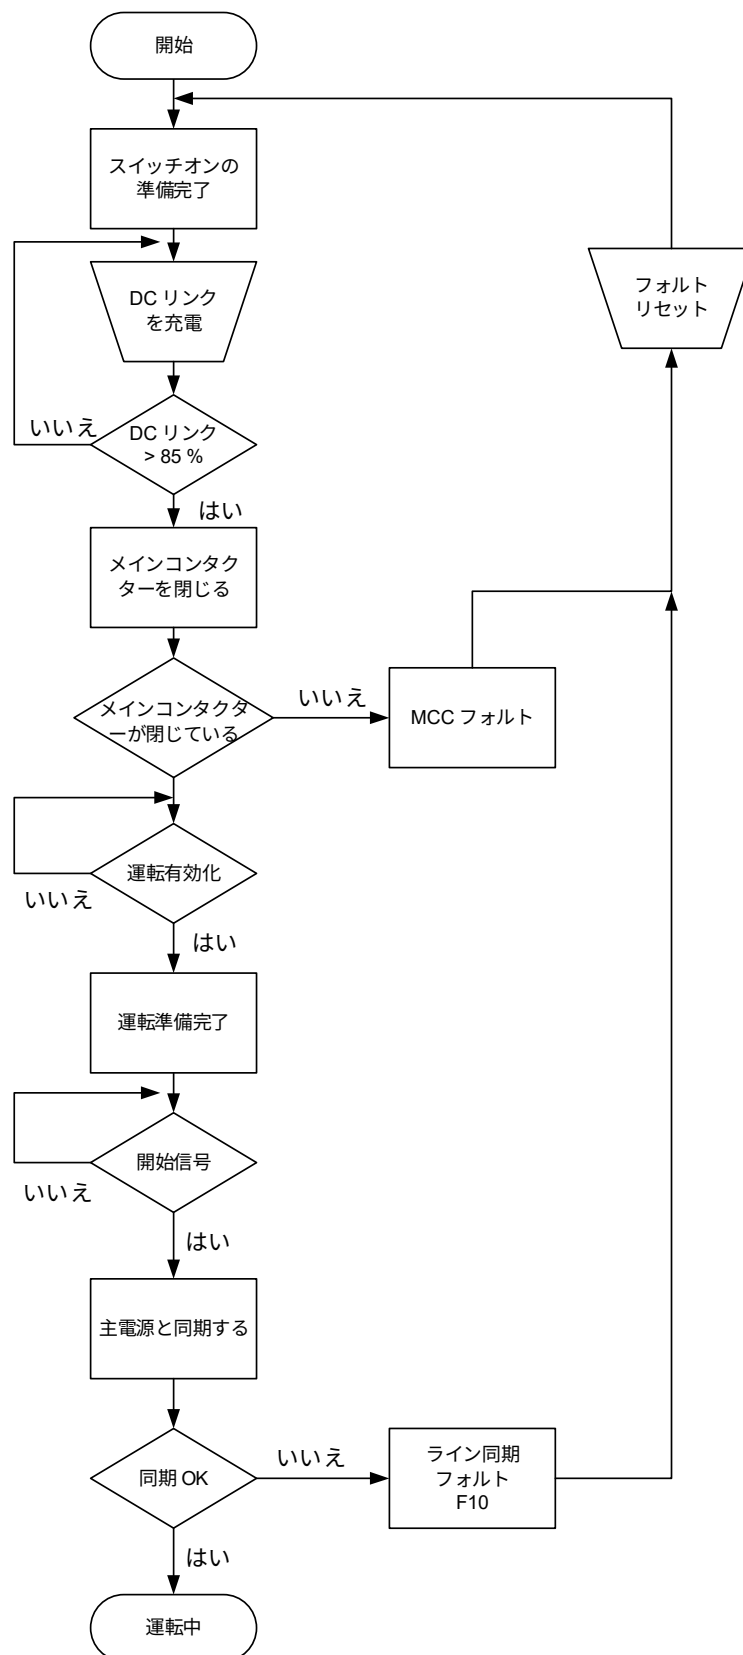 開始
スイッチオンの
準備完了
DC リンク
を充電
フォルト
リセット
いいえ
DC リンク
> 85 %
はい
メインコンタク
ターを閉じる
メインコンタクタ
ーが閉じている
いいえ
MCC フォルト
運転有効化
いいえ
はい
運転準備完了
開始信号
いいえ
はい
主電源と同期する
同期 OK
いいえ
ライン同期
フォルト
F10
はい
運転中